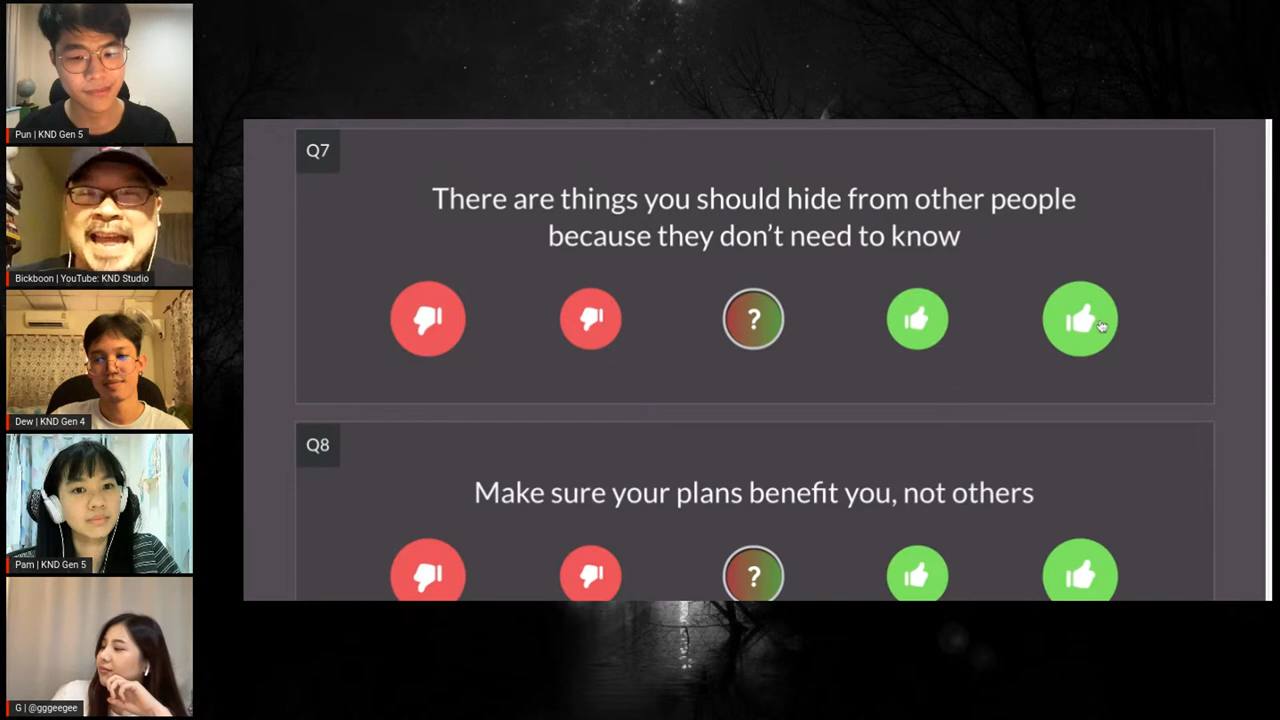 Pun | KND Gen 5
Bickboon | YouTube: KND Studio
Dew | KND Gen 4
Pam | KND Gen 5
G | @gggeegee
Q7
There are things you should hide from other people
because they don't need to know
?
Q8
Make sure your plans benefit you, not others
?